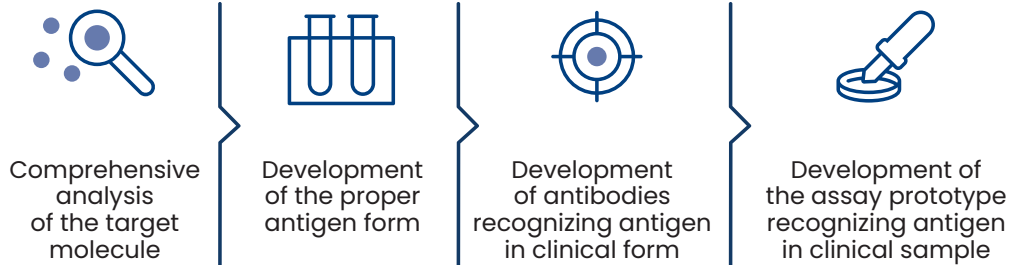 Comprehensive
analysis
of the target
molecule
Development
of the proper
antigen form
Development
of antibodies
recognizing antigen
in clinical form
Development of
the assay prototype
recognizing antigen
in clinical sample